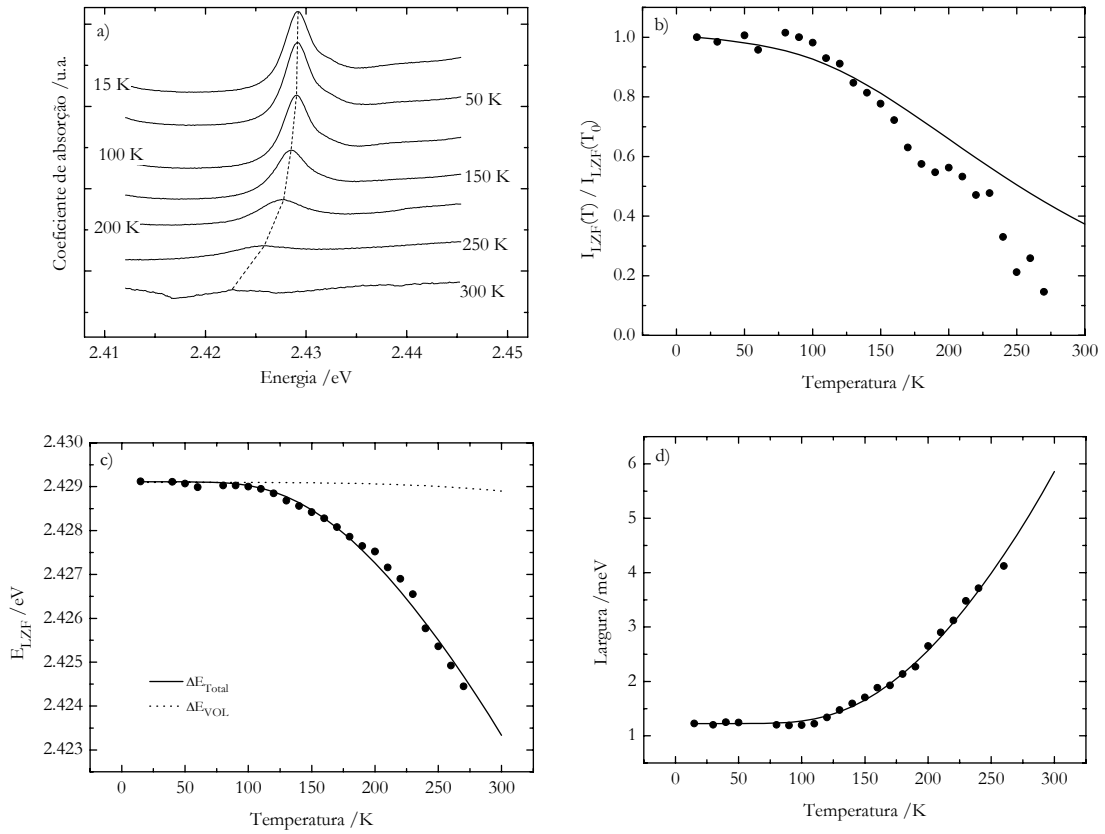 a)
Coeficiente de absorção /u.a.
15 K
50 K
100 K
150 K
200 K
250 K
300 K
2.41 2.42 2.43 2.44 2.45
Energia /eV
b)
I_LZF(T) / I_LZF(T_0)
1.0
0.8
0.6
0.4
0.2
0.0
0 50 100 150 200 250 300
Temperatura /K
c)
E_LZF /eV
2.430
2.429
2.428
2.427
2.426
2.425
2.424
2.423
ΔE_Total
ΔE_VOL
0 50 100 150 200 250 300
Temperatura /K
d)
Largura /meV
6
5
4
3
2
1
0 50 100 150 200 250 300
Temperatura /K